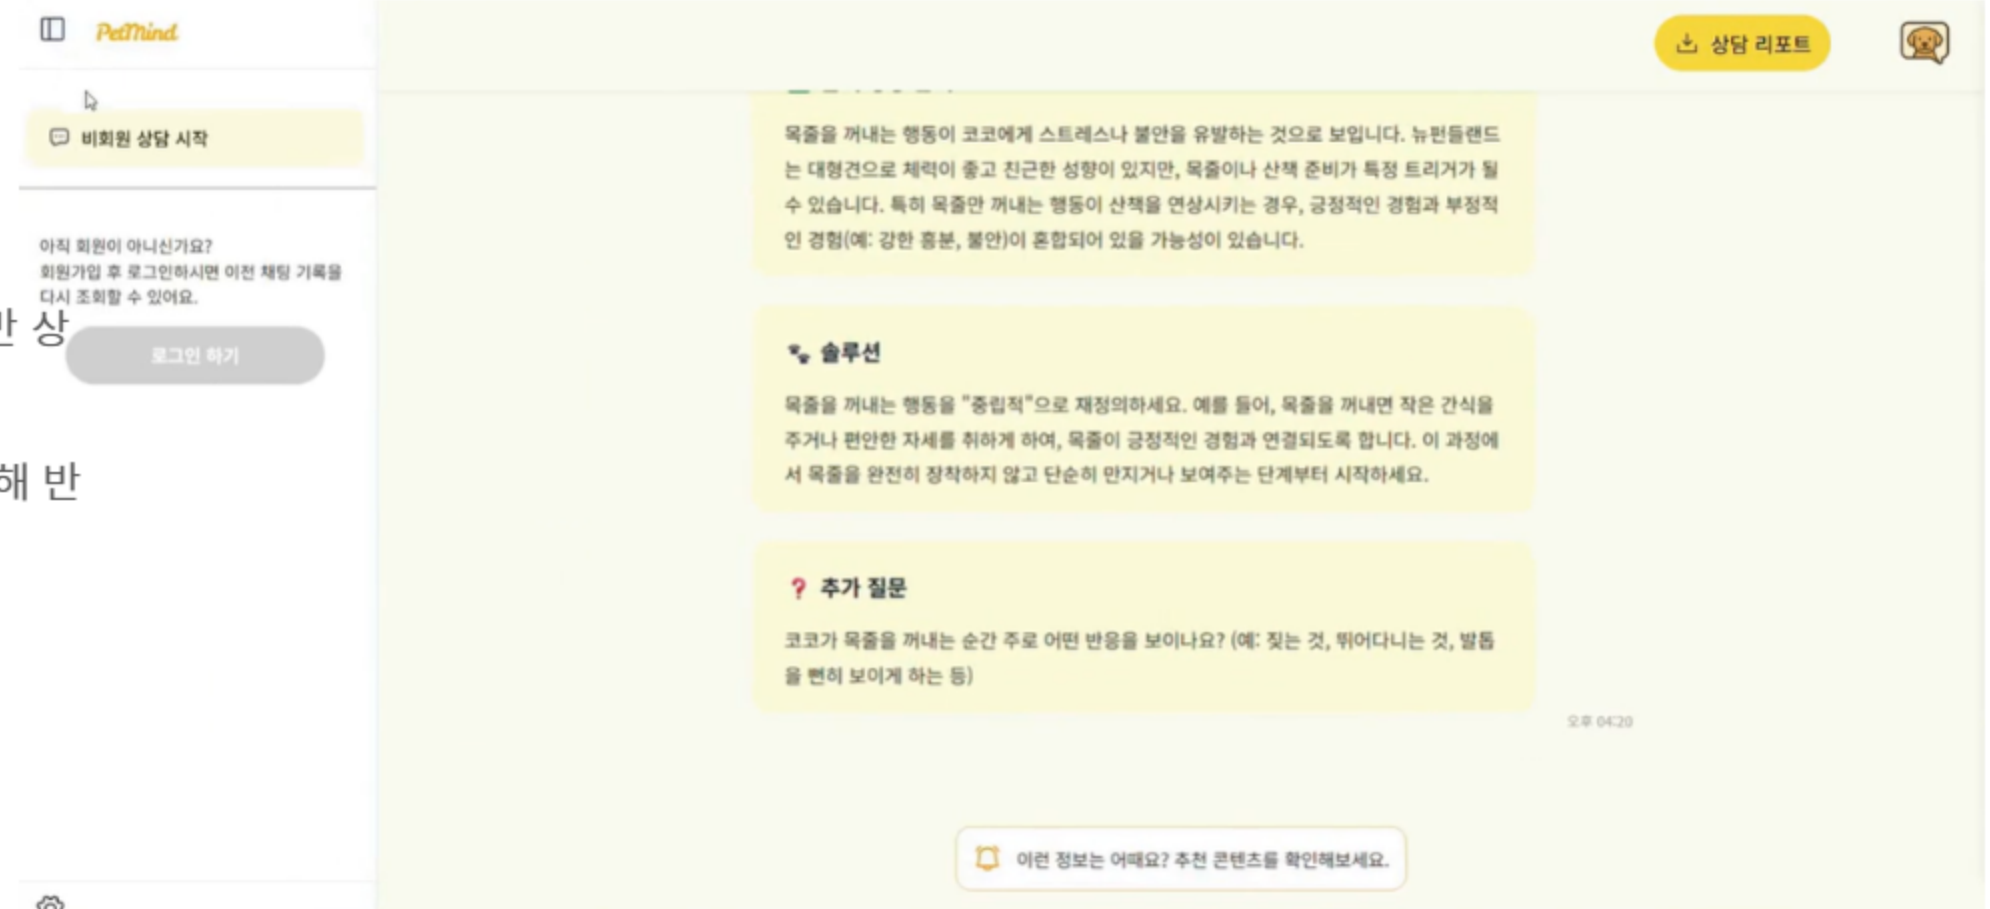 PetMind
비회원 상담 시작
아직 회원이 아니신가요?
회원가입 후 로그인하시면 이전 채팅 기록을
다시 조회할 수 있어요.
로그인 하기
상
해 반
상담 리포트
목줄을 꺼내는 행동이 코코에게 스트레스나 불안을 유발하는 것으로 보입니다. 뉴펀들랜드
는 대형견으로 체력이 좋고 친근한 성향이 있지만, 목줄이나 산책 준비가 특정 트리거가 될
수 있습니다. 특히 목줄만 꺼내는 행동이 산책을 연상시키는 경우, 긍정적인 경험과 부정적
인 경험(예: 강한 흥분, 불안)이 혼합되어 있을 가능성이 있습니다.
솔루션
목줄을 꺼내는 행동을 "중립적"으로 재정의하세요. 예를 들어, 목줄을 꺼내면 작은 간식을
주거나 편안한 자세를 취하게 하여, 목줄이 긍정적인 경험과 연결되도록 합니다. 이 과정에
서 목줄을 완전히 장착하지 않고 단순히 만지거나 보여주는 단계부터 시작하세요.
❓ 추가 질문
코코가 목줄을 꺼내는 순간 주로 어떤 반응을 보이나요? (예: 짖는 것, 뛰어다니는 것, 발톱
을 뻔히 보이게 하는 등)
오후 04:20
이런 정보는 어때요? 추천 콘텐츠를 확인해보세요.